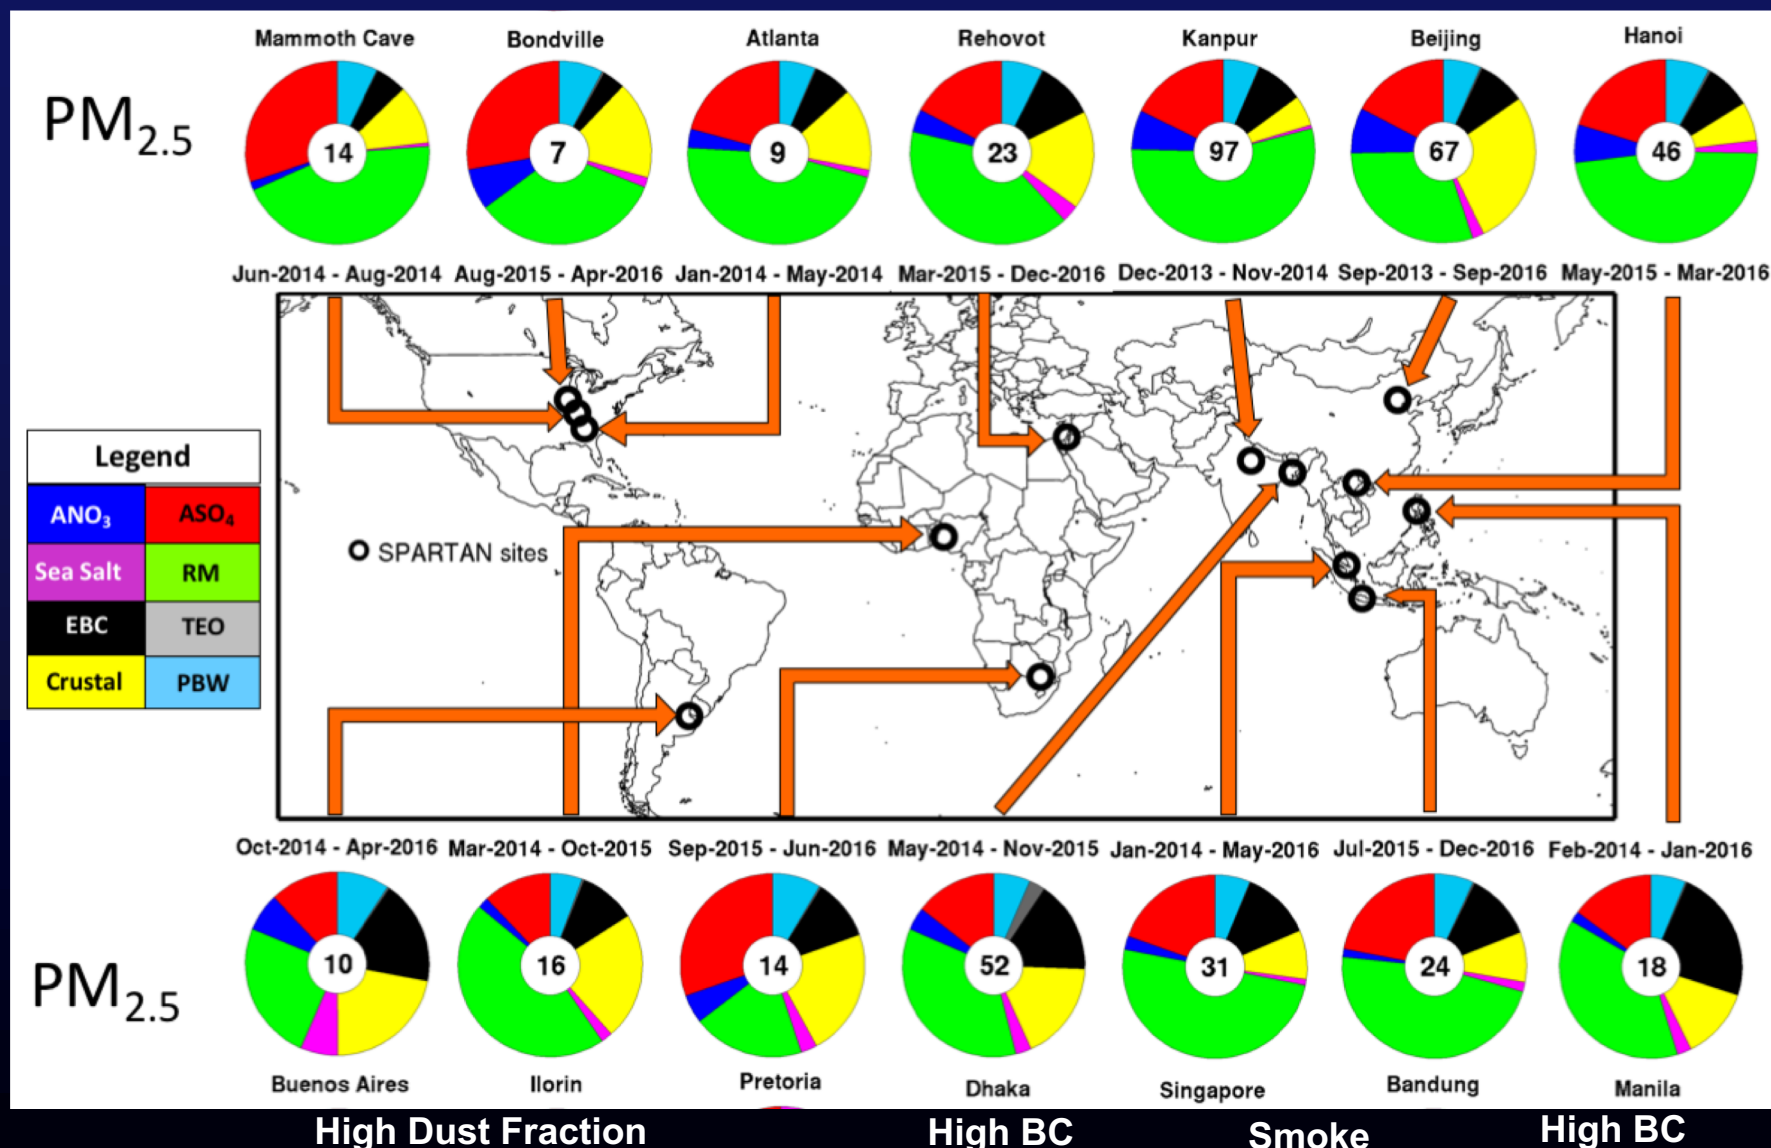 Mammoth Cave Bondville Atlanta Rehovot Kanpur Beijing Hanoi
PM2.5
14 7 9 23 97 67 46
Jun-2014 - Aug-2014 Aug-2015 - Apr-2016 Jan-2014 - May-2014 Mar-2015 - Dec-2016 Dec-2013 - Nov-2014 Sep-2013 - Sep-2016 May-2015 - Mar-2016
Legend
ANO3 ASO4
Sea Salt RM
EBC TEO
Crustal PBW
SPARTAN sites
Oct-2014 - Apr-2016 Mar-2014 - Oct-2015 Sep-2015 - Jun-2016 May-2014 - Nov-2015 Jan-2014 - May-2016 Jul-2015 - Dec-2016 Feb-2014 - Jan-2016
PM2.5
10 16 14 52 31 24 18
Buenos Aires Ilorin Pretoria Dhaka Singapore Bandung Manila
High Dust Fraction High BC Smoke High BC